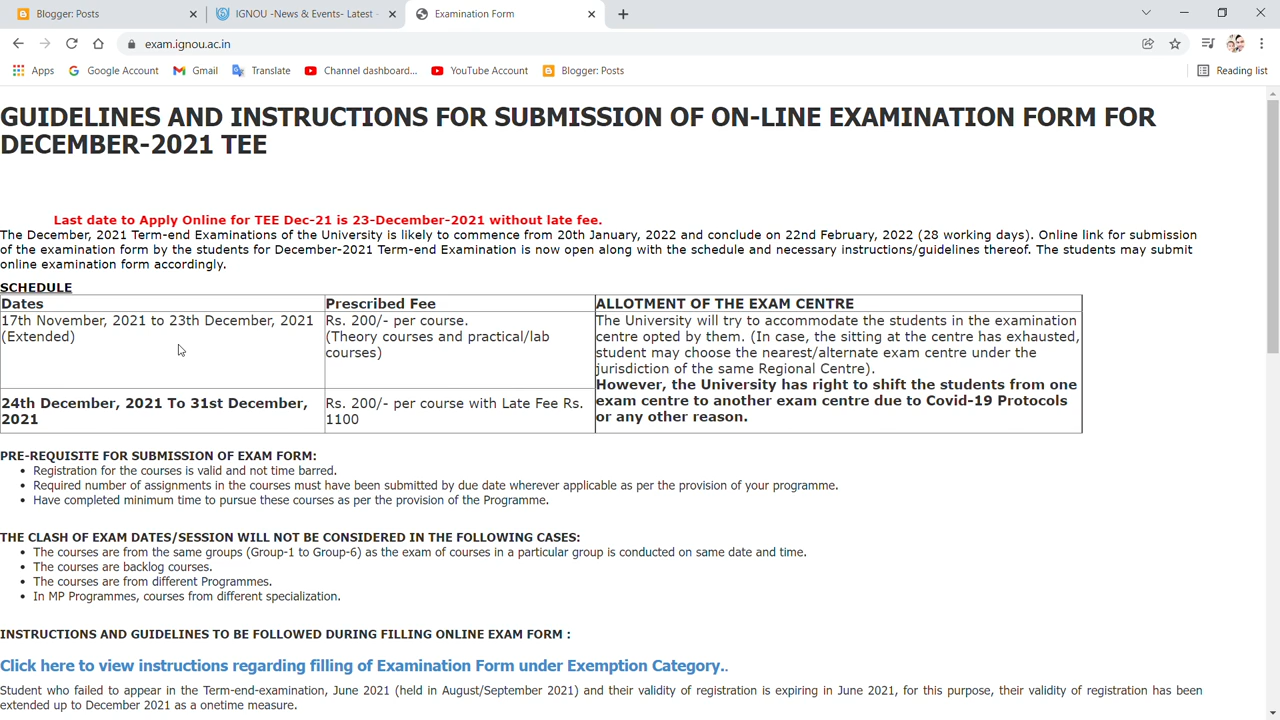 Blogger: Posts
IGNOU -News & Events- Latest
Examination Form
exam.ignou.ac.in
Apps
Google Account
Gmail
Translate
Channel dashboard...
YouTube Account
Blogger: Posts
Reading list
GUIDELINES AND INSTRUCTIONS FOR SUBMISSION OF ON-LINE EXAMINATION FORM FOR
DECEMBER-2021 TEE
Last date to Apply Online for TEE Dec-21 is 23-December-2021 without late fee.
The December, 2021 Term-end Examinations of the University is likely to commence from 20th January, 2022 and conclude on 22nd February, 2022 (28 working days). Online link for submission
of the examination form by the students for December-2021 Term-end Examination is now open along with the schedule and necessary instructions/guidelines thereof. The students may submit
online examination form accordingly.
SCHEDULE
Dates
Prescribed Fee
ALLOTMENT OF THE EXAM CENTRE
17th November, 2021 to 23th December, 2021
(Extended)
Rs. 200/- per course.
(Theory courses and practical/lab
courses)
The University will try to accommodate the students in the examination
centre opted by them. (In case, the sitting at the centre has exhausted,
student may choose the nearest/alternate exam centre under the
jurisdiction of the same Regional Centre).
However, the University has right to shift the students from one
exam centre to another exam centre due to Covid-19 Protocols
or any other reason.
24th December, 2021 To 31st December,
2021
Rs. 200/- per course with Late Fee Rs.
1100
PRE-REQUISITE FOR SUBMISSION OF EXAM FORM:
• Registration for the courses is valid and not time barred.
• Required number of assignments in the courses must have been submitted by due date wherever applicable as per the provision of your programme.
• Have completed minimum time to pursue these courses as per the provision of the Programme.
THE CLASH OF EXAM DATES/SESSION WILL NOT BE CONSIDERED IN THE FOLLOWING CASES:
• The courses are from the same groups (Group-1 to Group-6) as the exam of courses in a particular group is conducted on same date and time.
• The courses are backlog courses.
• The courses are from different Programmes.
• In MP Programmes, courses from different specialization.
INSTRUCTIONS AND GUIDELINES TO BE FOLLOWED DURING FILLING ONLINE EXAM FORM :
Click here to view instructions regarding filling of Examination Form under Exemption Category..
Student who failed to appear in the Term-end-examination, June 2021 (held in August/September 2021) and their validity of registration is expiring in June 2021, for this purpose, their validity of registration has been
extended up to December 2021 as a onetime measure.